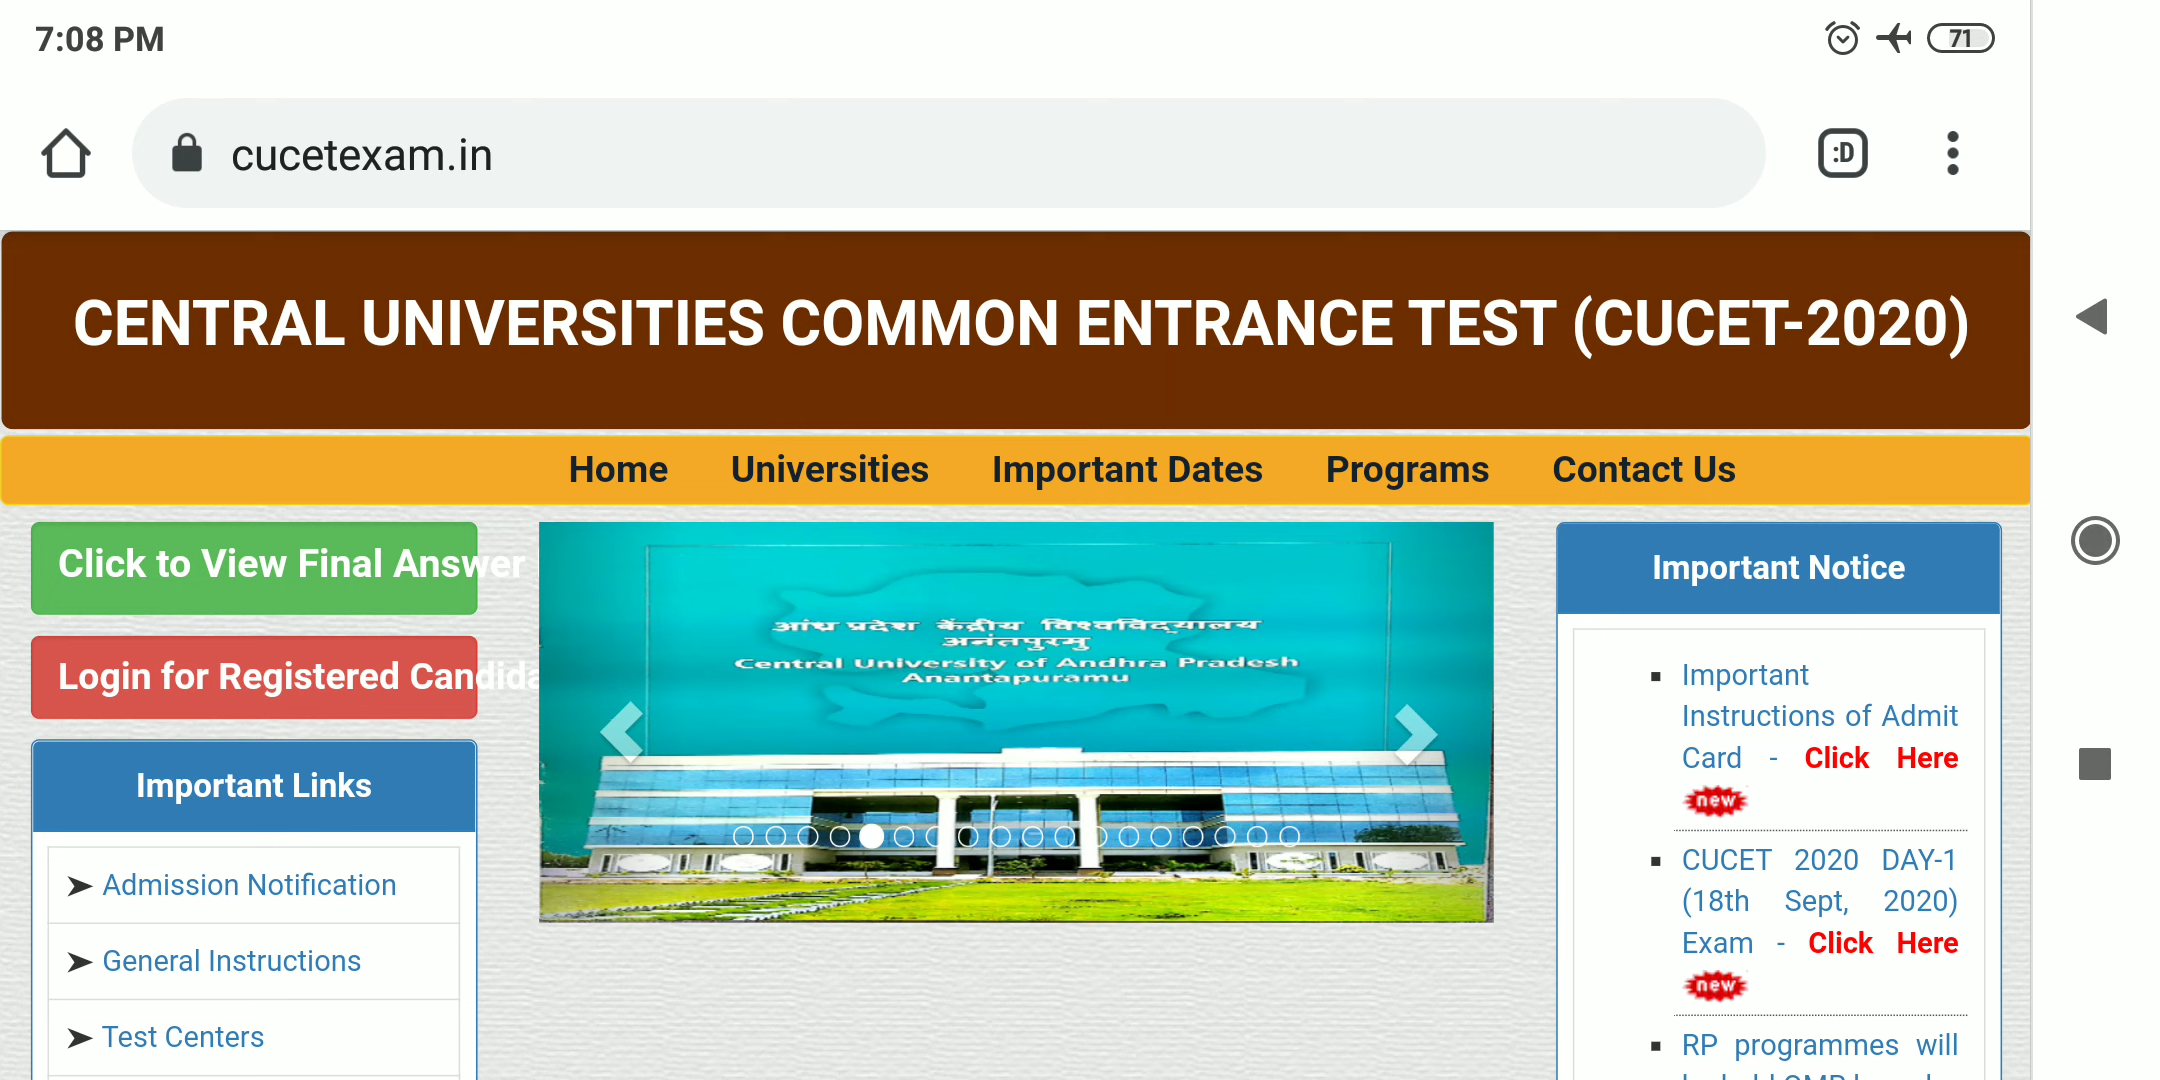 7:08 PM
71
cucetexam.in
:D
CENTRAL UNIVERSITIES COMMON ENTRANCE TEST (CUCET-2020)
Home Universities Important Dates Programs Contact Us
Click to View Final Answer
Login for Registered
Important Links
Admission Notification
General Instructions
Test Centers
आंध्र प्रदेश केंद्रीय विश्वविद्यालय
अनंतपुरमु
Central University of Andhra Pradesh
Anantapuramu
Important Notice
Important
Instructions of Admit
Card - Click Here
new
CUCET 2020 DAY-1
(18th Sept, 2020)
Exam - Click Here
new
RP programmes will